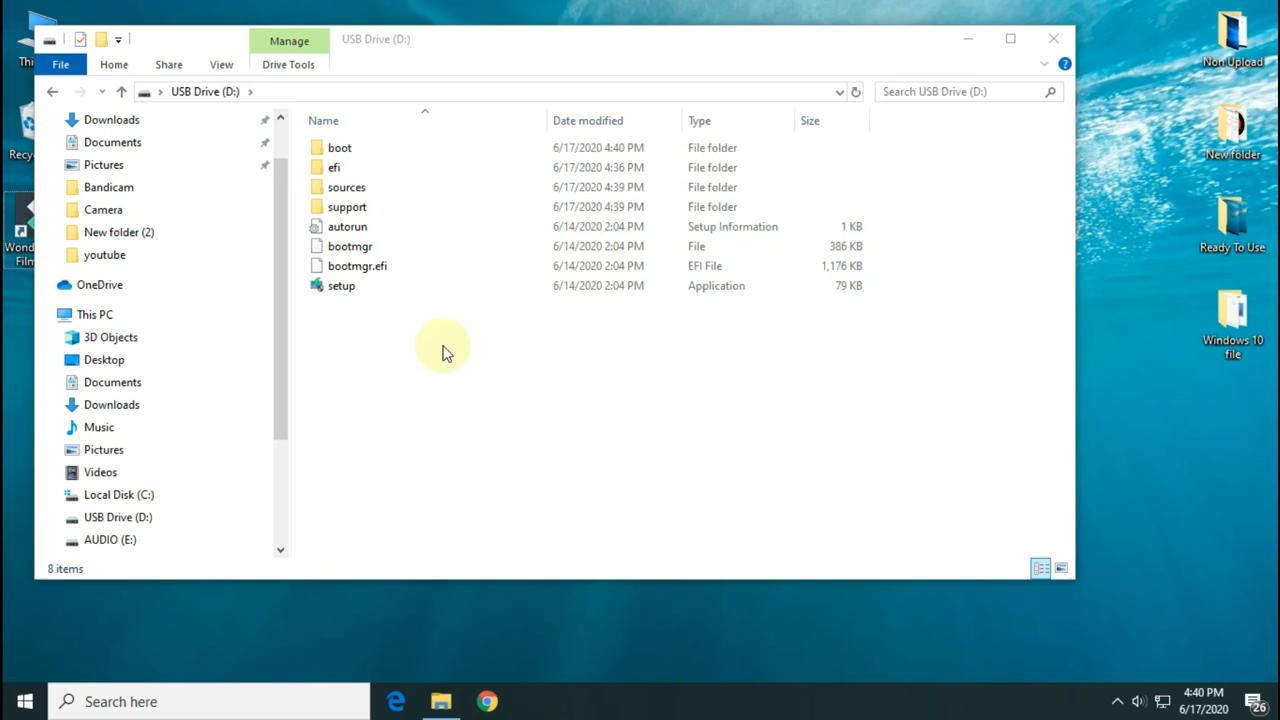 Manage
USB Drive (D:)
File
Home
Share
View
Drive Tools
USB Drive (D:)
Search USB Drive (D:)
Downloads
Documents
Pictures
Bandicam
Camera
New folder (2)
youtube
OneDrive
This PC
3D Objects
Desktop
Documents
Downloads
Music
Pictures
Videos
Local Disk (C:)
USB Drive (D:)
AUDIO (E:)
Name Date modified Type Size
boot 6/17/2020 4:40 PM File folder
efi 6/17/2020 4:36 PM File folder
sources 6/17/2020 4:39 PM File folder
support 6/17/2020 4:39 PM File folder
autorun 6/14/2020 2:04 PM Setup Information 1 KB
bootmgr 6/14/2020 2:04 PM File 386 KB
bootmgr.efi 6/14/2020 2:04 PM EFI File 1,176 KB
setup 6/14/2020 2:04 PM Application 79 KB
8 items
Thi
Recy
Wond
Film
Non Upload
New folder
Ready To Use
Windows 10
file
Search here
4:40 PM
6/17/2020
26